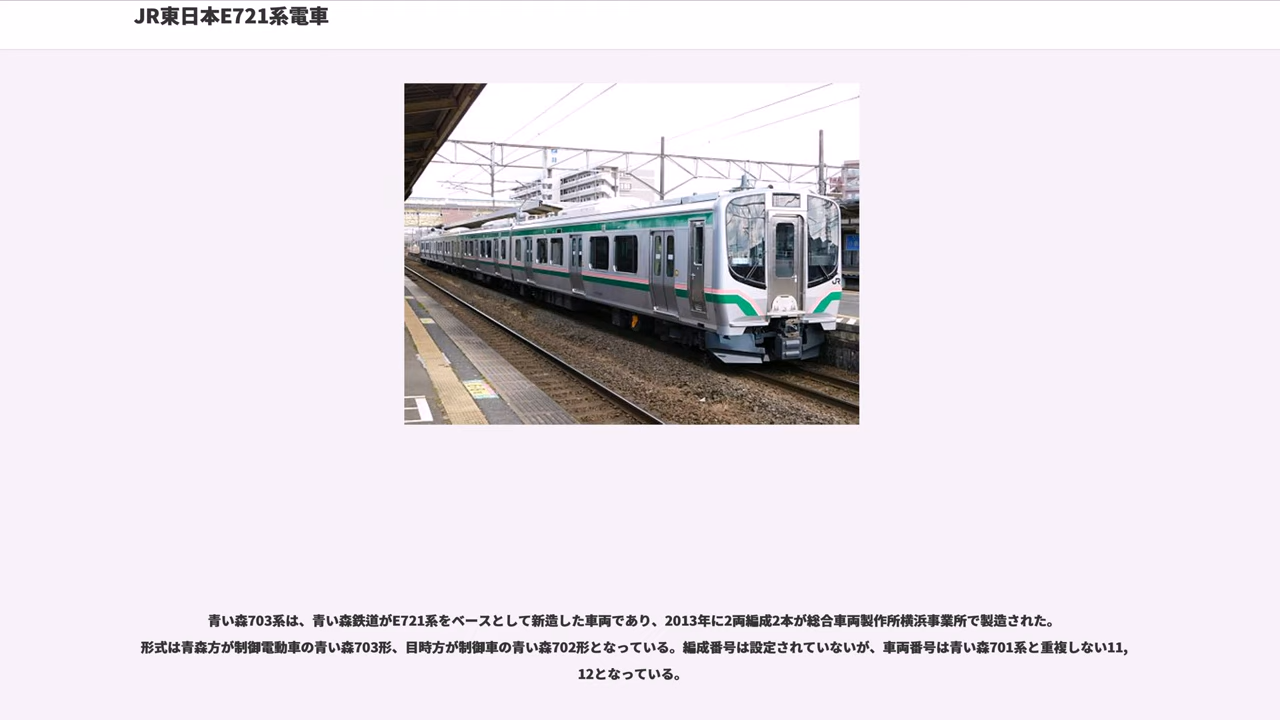 JR東日本E721系電車
JR
青い森703系は、青い森鉄道がE721系をベースとして新造した車両であり、2013年に2両編成2本が総合車両製作所横浜事業所で製造された。
形式は青森方が制御電動車の青い森703形、目時方が制御車の青い森702形となっている。編成番号は設定されていないが、車両番号は青い森701系と重複しない11,
12となっている。